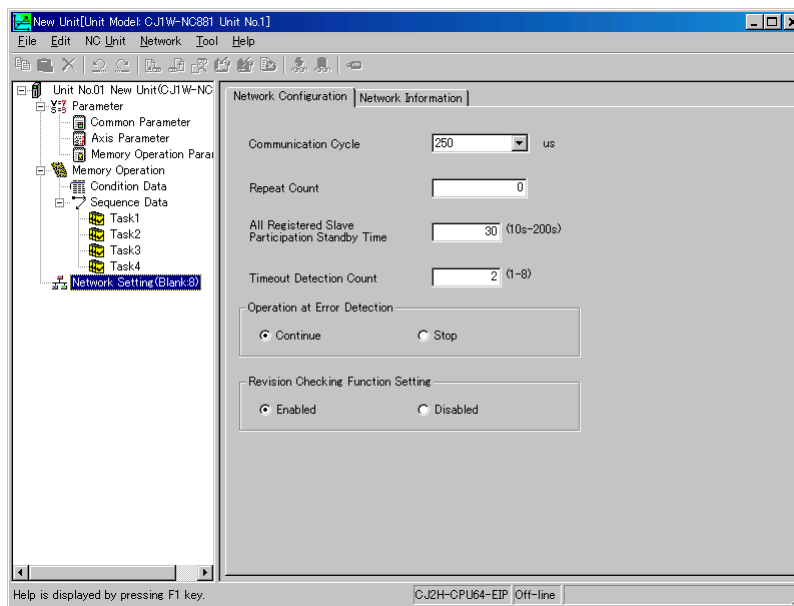 New Unit[Unit Model: CJ1W-NC881 Unit No.1]
File Edit NC Unit Network Tool Help
Unit No.01 New Unit(CJ1W-NC
Parameter
Common Parameter
Axis Parameter
Memory Operation Parar
Memory Operation
Condition Data
Sequence Data
Task1
Task2
Task3
Task4
Network Setting(Blank:8)
Network Configuration Network Information
Communication Cycle 250 us
Repeat Count 0
All Registered Slave
Participation Standby Time 30 (10s-200s)
Timeout Detection Count 2 (1-8)
Operation at Error Detection
Continue Stop
Revision Checking Function Setting
Enabled Disabled
Help is displayed by pressing F1 key. CJ2H-CPU64-EIP Off-line